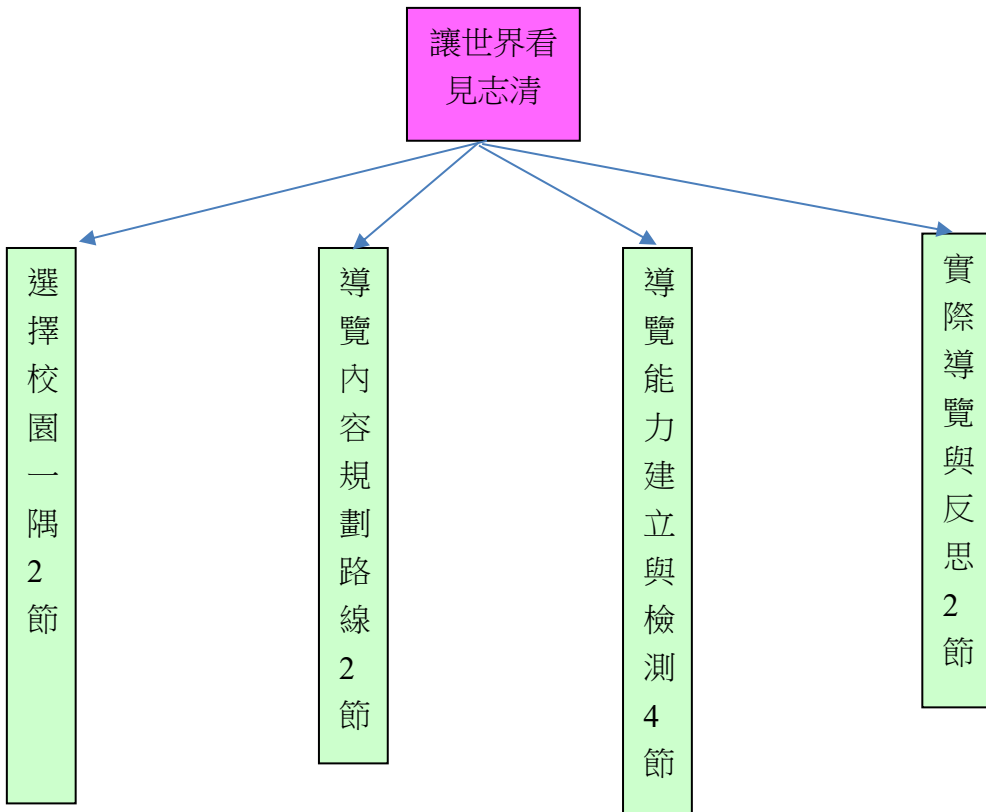 讓世界看
見志清
選擇校園一隅2節
導覽內容規劃路線2節
導覽能力建立與檢測4節
實際導覽與反思2節